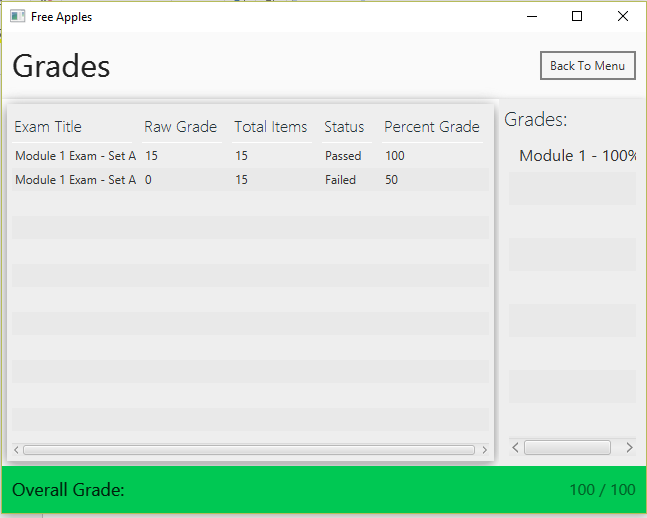 Free Apples
Grades
Back To Menu
Exam Title Raw Grade Total Items Status Percent Grade
Module 1 Exam - Set A 15 15 Passed 100
Module 1 Exam - Set A 0 15 Failed 50
Grades:
Module 1 - 100%
Overall Grade: 100 / 100